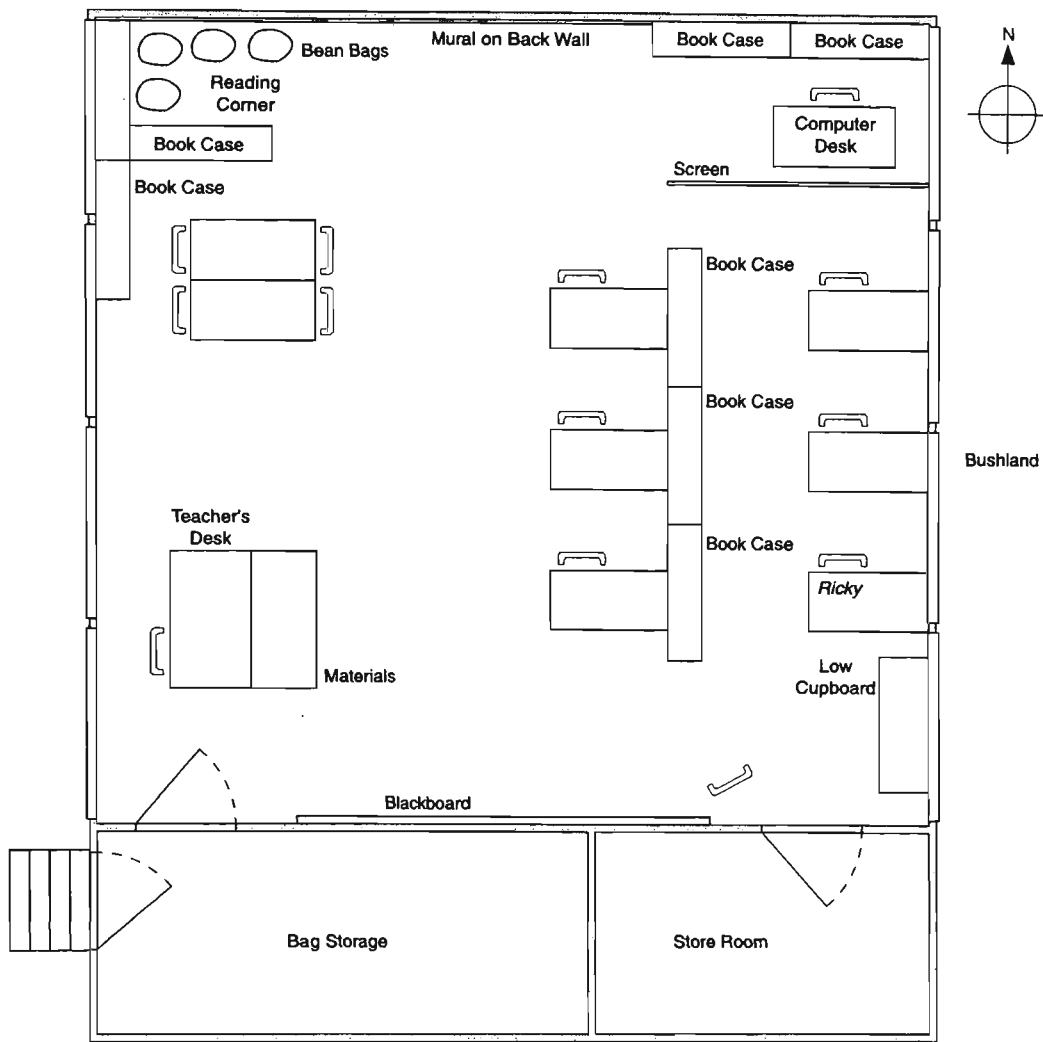 Mural on Back Wall
Book Case
Book Case
N
Bean Bags
Reading
Corner
Computer
Desk
Book Case
Screen
Book Case
Book Case
Book Case
Bushland
Teacher's
Desk
Book Case
Ricky
Materials
Low
Cupboard
Blackboard
Bag Storage
Store Room